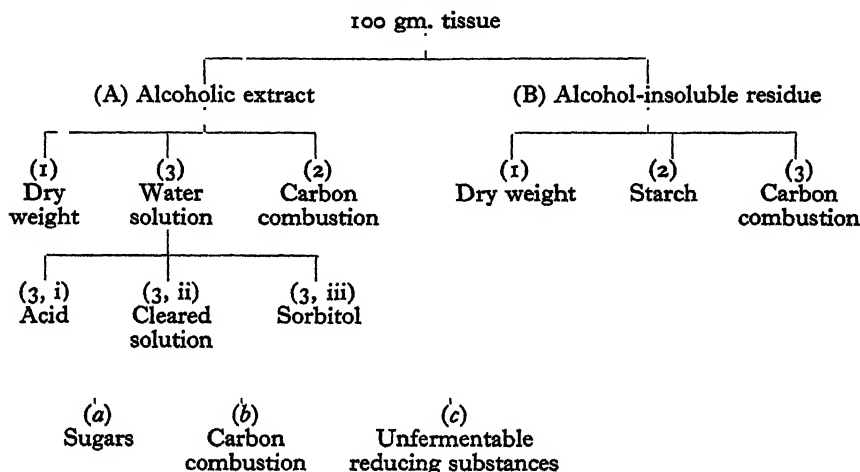 100 gm. tissue
(A) Alcoholic extract (B) Alcohol-insoluble residue
(1) (3) (2) (1) (2) (3)
Dry Water Carbon Dry weight Starch Carbon
weight solution combustion combustion
(3, i) (3, ii) (3, iii)
Acid Cleared Sorbitol
solution
(a) (b) (c)
Sugars Carbon Unfermentable
combustion reducing substances